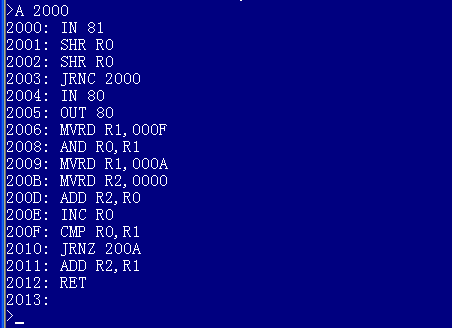 >A 2000
2000: IN 81
2001: SHR R0
2002: SHR R0
2003: JRNC 2000
2004: IN 80
2005: OUT 80
2006: MVRD R1,000F
2008: AND R0,R1
2009: MVRD R1,000A
200B: MVRD R2,0000
200D: ADD R2,R0
200E: INC R0
200F: CMP R0,R1
2010: JRNZ 200A
2011: ADD R2,R1
2012: RET
2013:
>_